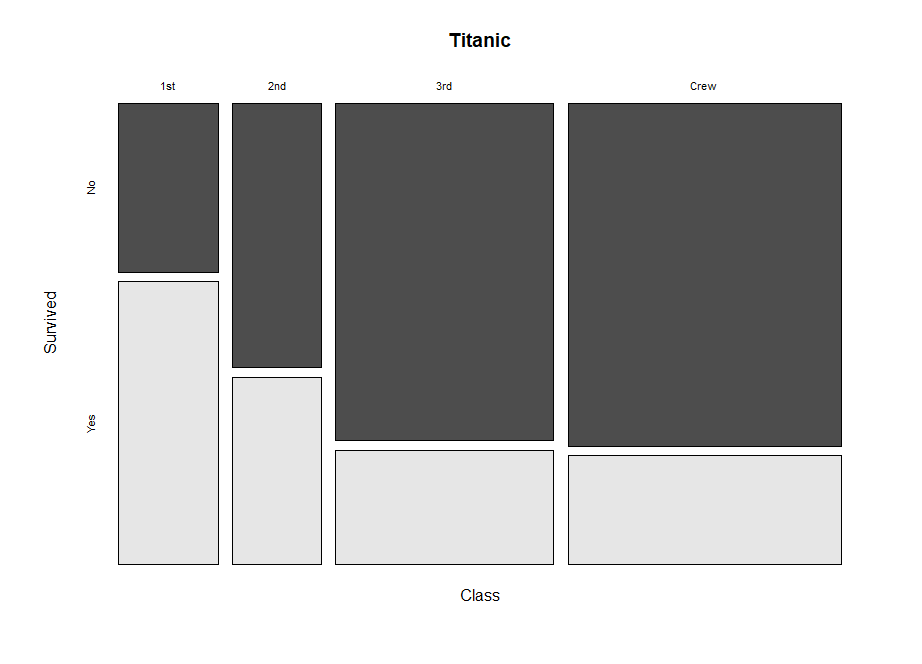 Titanic
1st 2nd 3rd Crew
No
Yes
Survived
Class